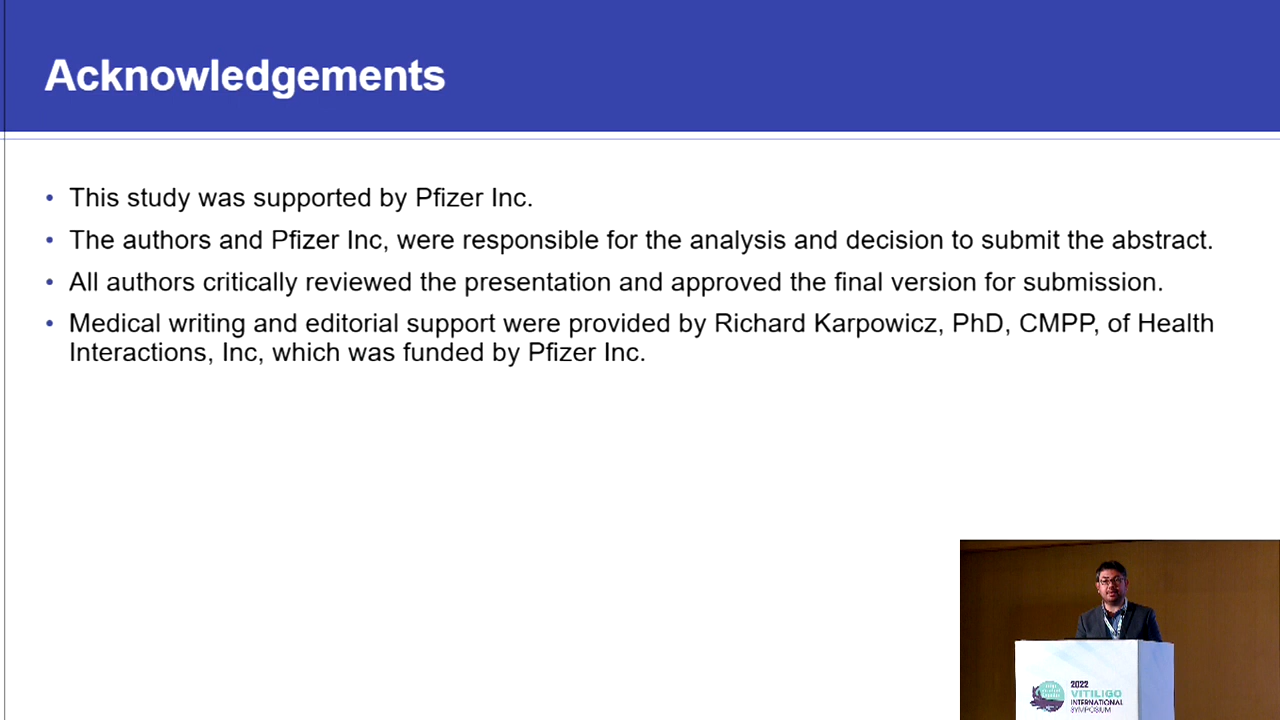 Acknowledgements
• This study was supported by Pfizer Inc.
• The authors and Pfizer Inc, were responsible for the analysis and decision to submit the abstract.
• All authors critically reviewed the presentation and approved the final version for submission.
• Medical writing and editorial support were provided by Richard Karpowicz, PhD, CMPP, of Health
Interactions, Inc, which was funded by Pfizer Inc.
2022
VITILIGO
INTERNATIONAL
SYMPOSIUM